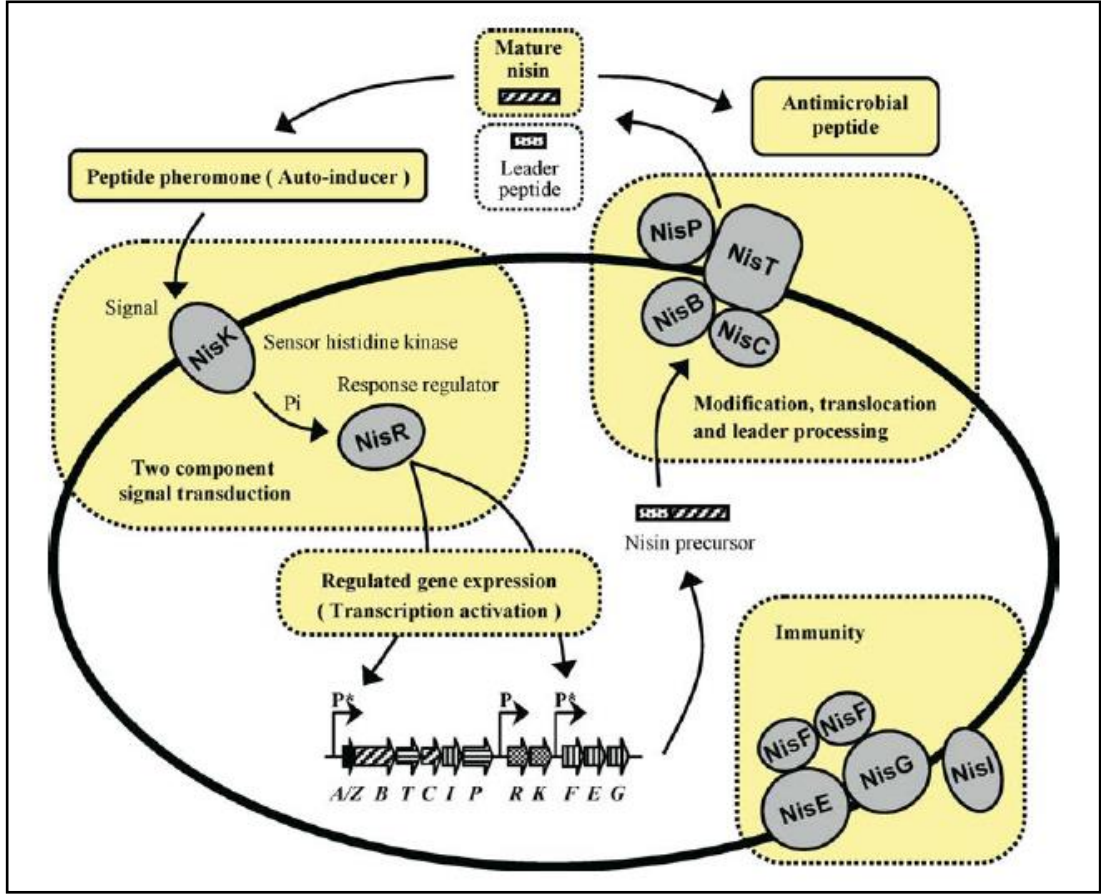 Mature
nisin
Antimicrobial
peptide
Leader
peptide
Peptide pheromone ( Auto-inducer )
NisP
NisT
NisB
NisC
Signal
NisK
Sensor histidine kinase
Response regulator
Pi
NisR
Modification, translocation
and leader processing
Two component
signal transduction
Nisin precursor
Regulated gene expression
( Transcription activation )
Immunity
P* P P*
A/Z B T C I P R K F E G
NisF
NisF
NisG
NisI
NisE